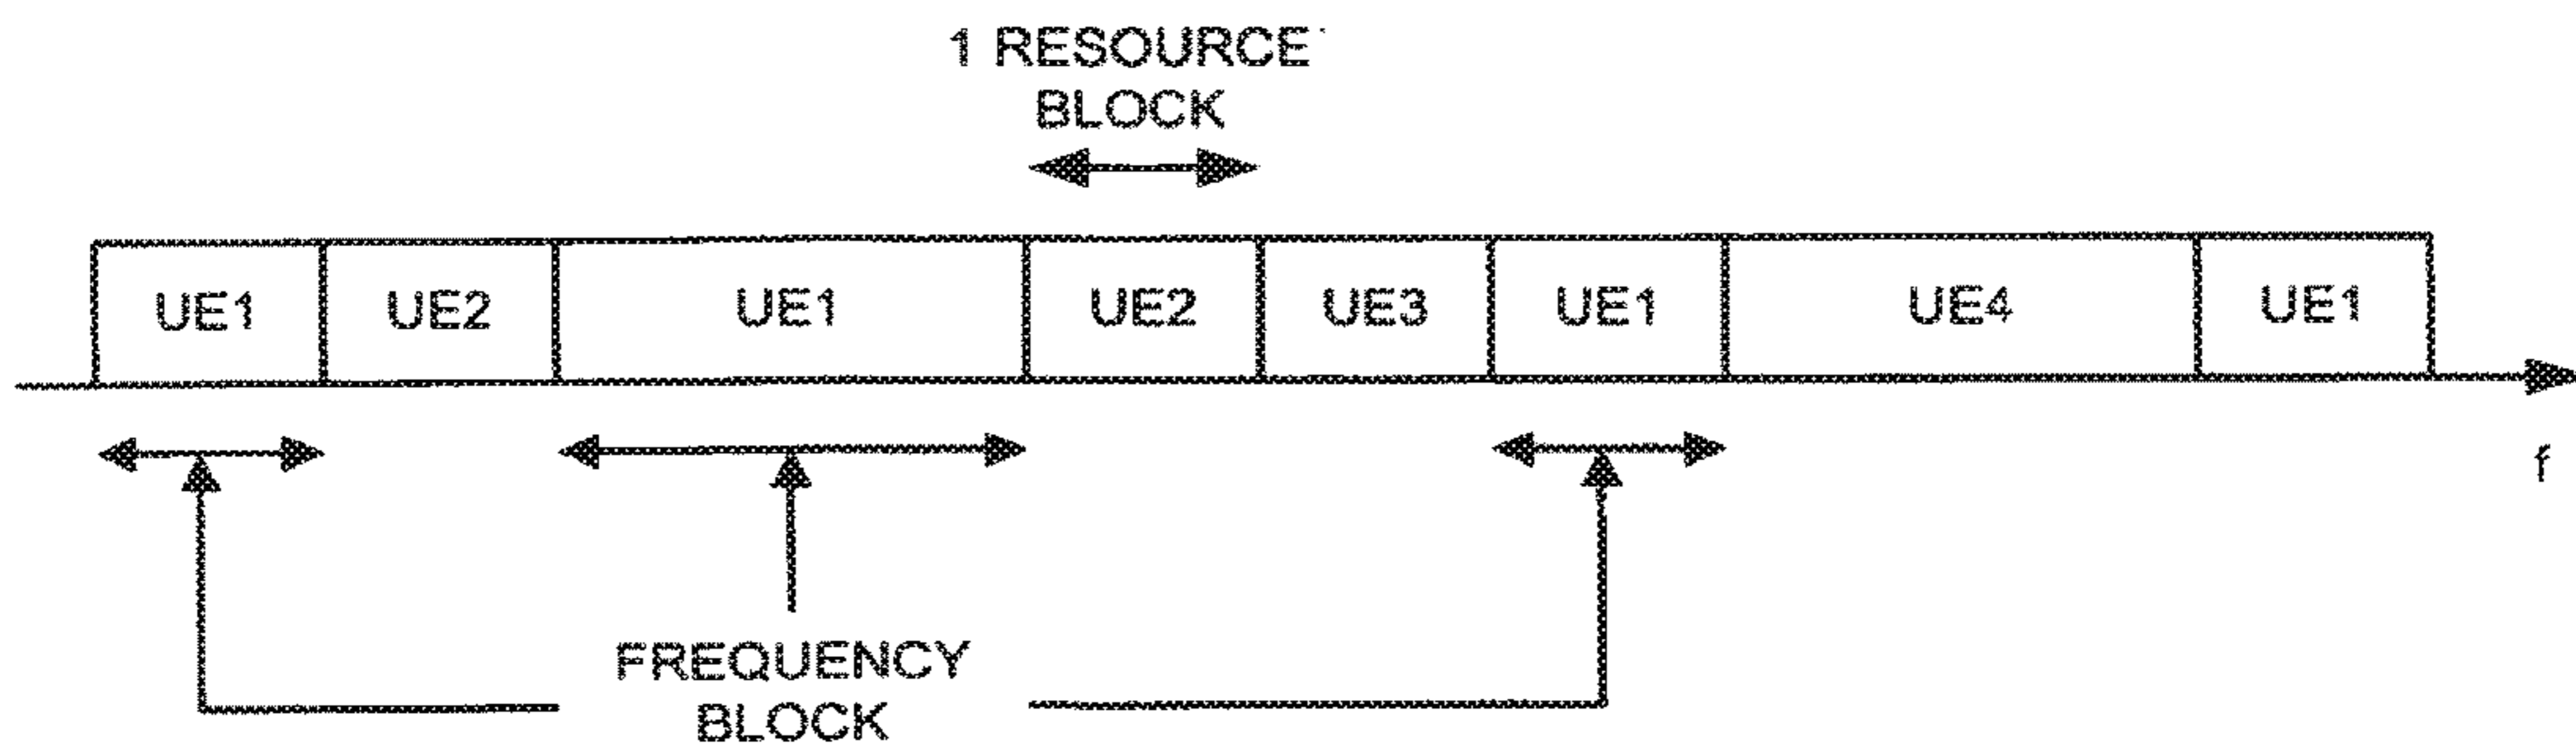 1 RESOURCE
BLOCK
UE1 UE2 UE1 UE2 UE3 UE1 UE4 UE1
f
FREQUENCY
BLOCK